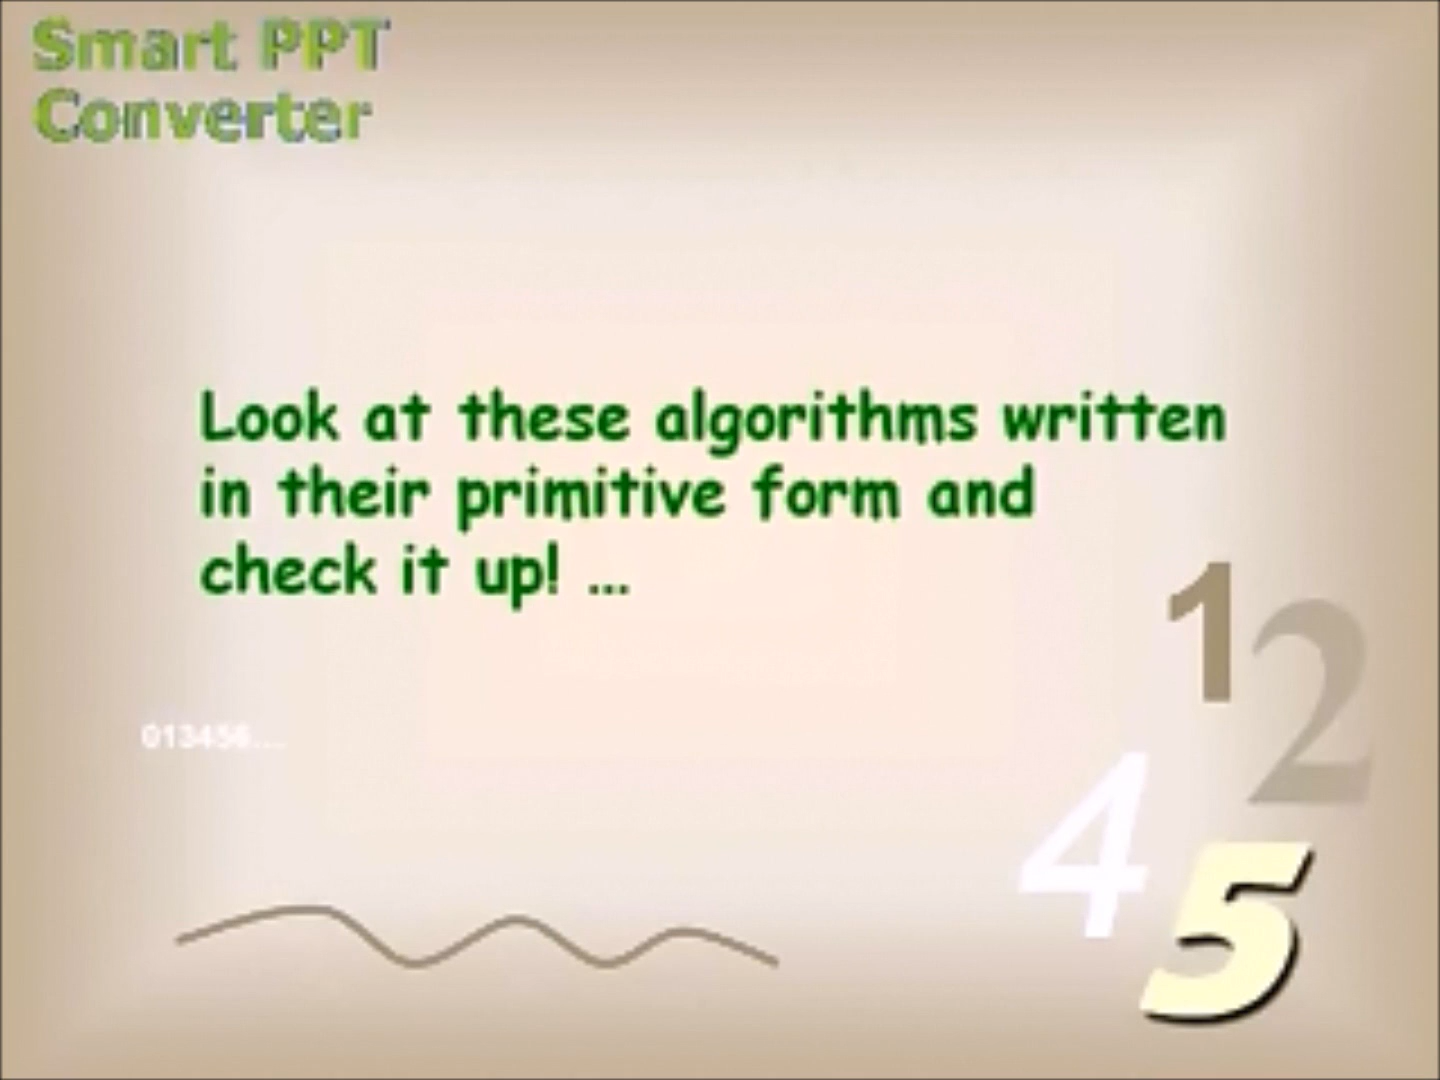 Smart PPT
Converter
Look at these algorithms written
in their primitive form and
check it up! ...
1
2
013456...
4
5